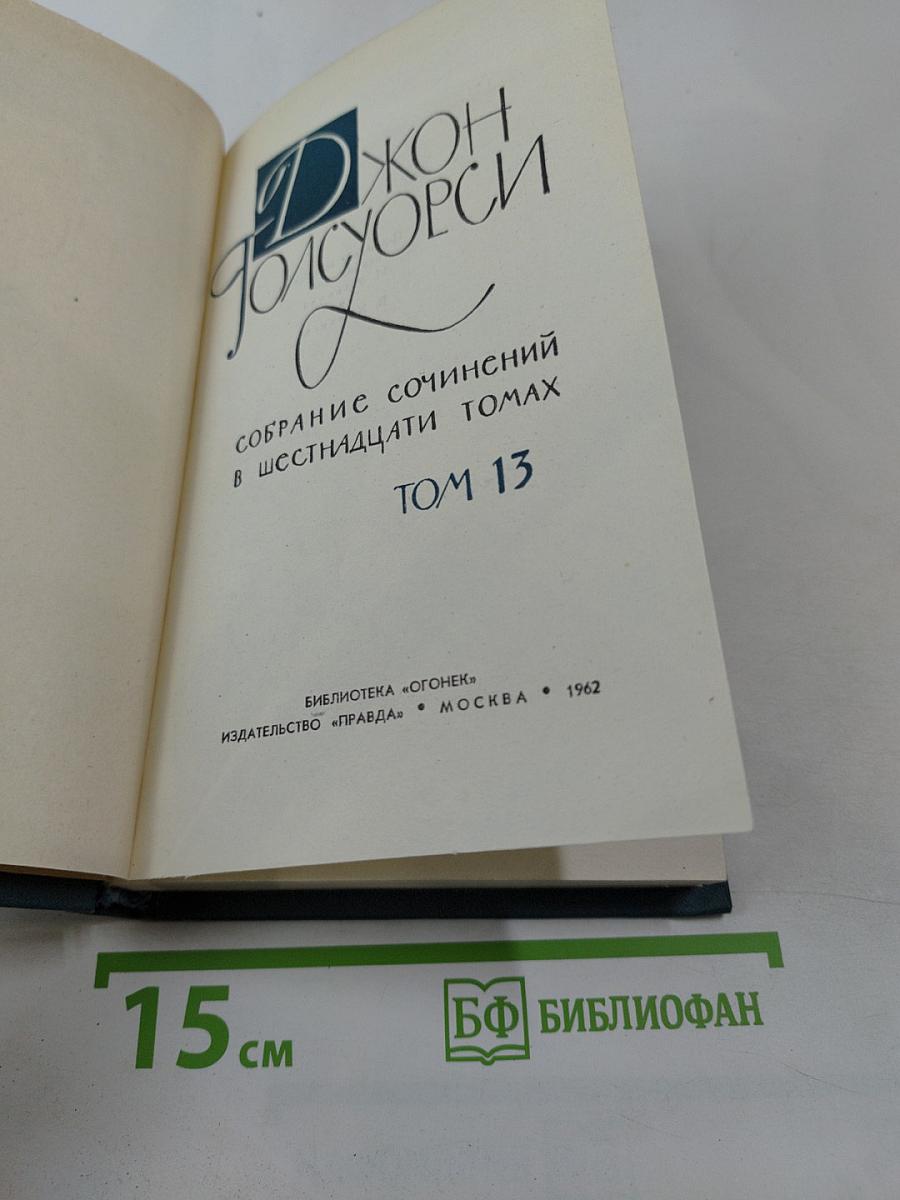 Джон
Голсуорси
СОБРАНИЕ СОЧИНЕНИЙ
В ШЕСТНАДЦАТИ ТОМАХ
ТОМ 13
БИБЛИОТЕКА «ОГОНЕК»
ИЗДАТЕЛЬСТВО «ПРАВДА» • МОСКВА • 1962
15 см
БФ БИБЛИОФАН